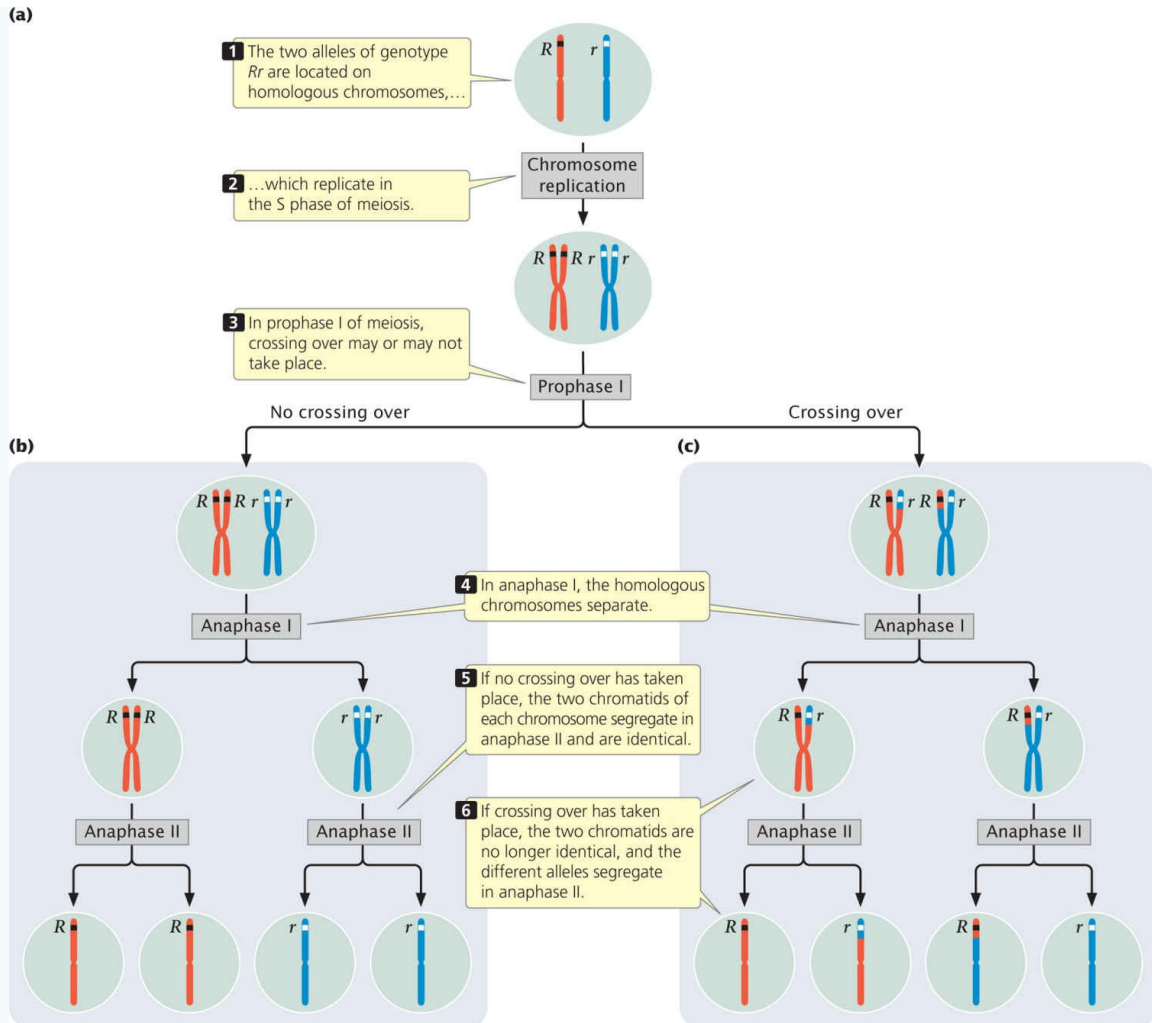 (a)
1 The two alleles of genotype
Rr are located on
homologous chromosomes,...
R r
Chromosome
replication
2 ...which replicate in
the S phase of meiosis.
R R r r
3 In prophase I of meiosis,
crossing over may or may not
take place.
Prophase I
No crossing over
Crossing over
(b)
(c)
R R r r
R r R r
4 In anaphase I, the homologous
chromosomes separate.
Anaphase I
Anaphase I
5 If no crossing over has taken
place, the two chromatids of
each chromosome segregate in
anaphase II and are identical.
R R
r r
R r
R r
6 If crossing over has taken
place, the two chromatids are
no longer identical, and the
different alleles segregate
in anaphase II.
Anaphase II
Anaphase II
Anaphase II
Anaphase II
R
R
r
r
R
r
R
r